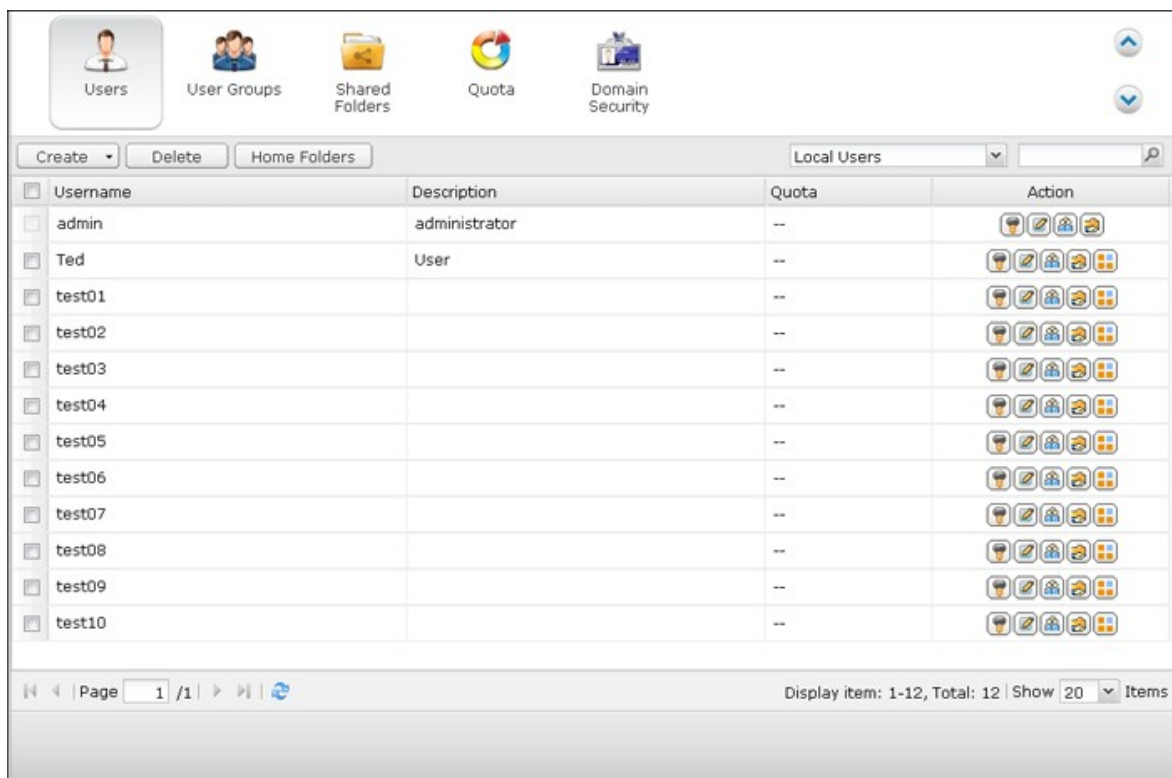 Users
User Groups
Shared Folders
Quota
Domain Security
Create
Delete
Home Folders
Local Users
Username Description Quota Action
admin administrator --
Ted User --
test01 --
test02 --
test03 --
test04 --
test05 --
test06 --
test07 --
test08 --
test09 --
test10 --
Page 1 /1
Display item: 1-12, Total: 12 Show 20 Items